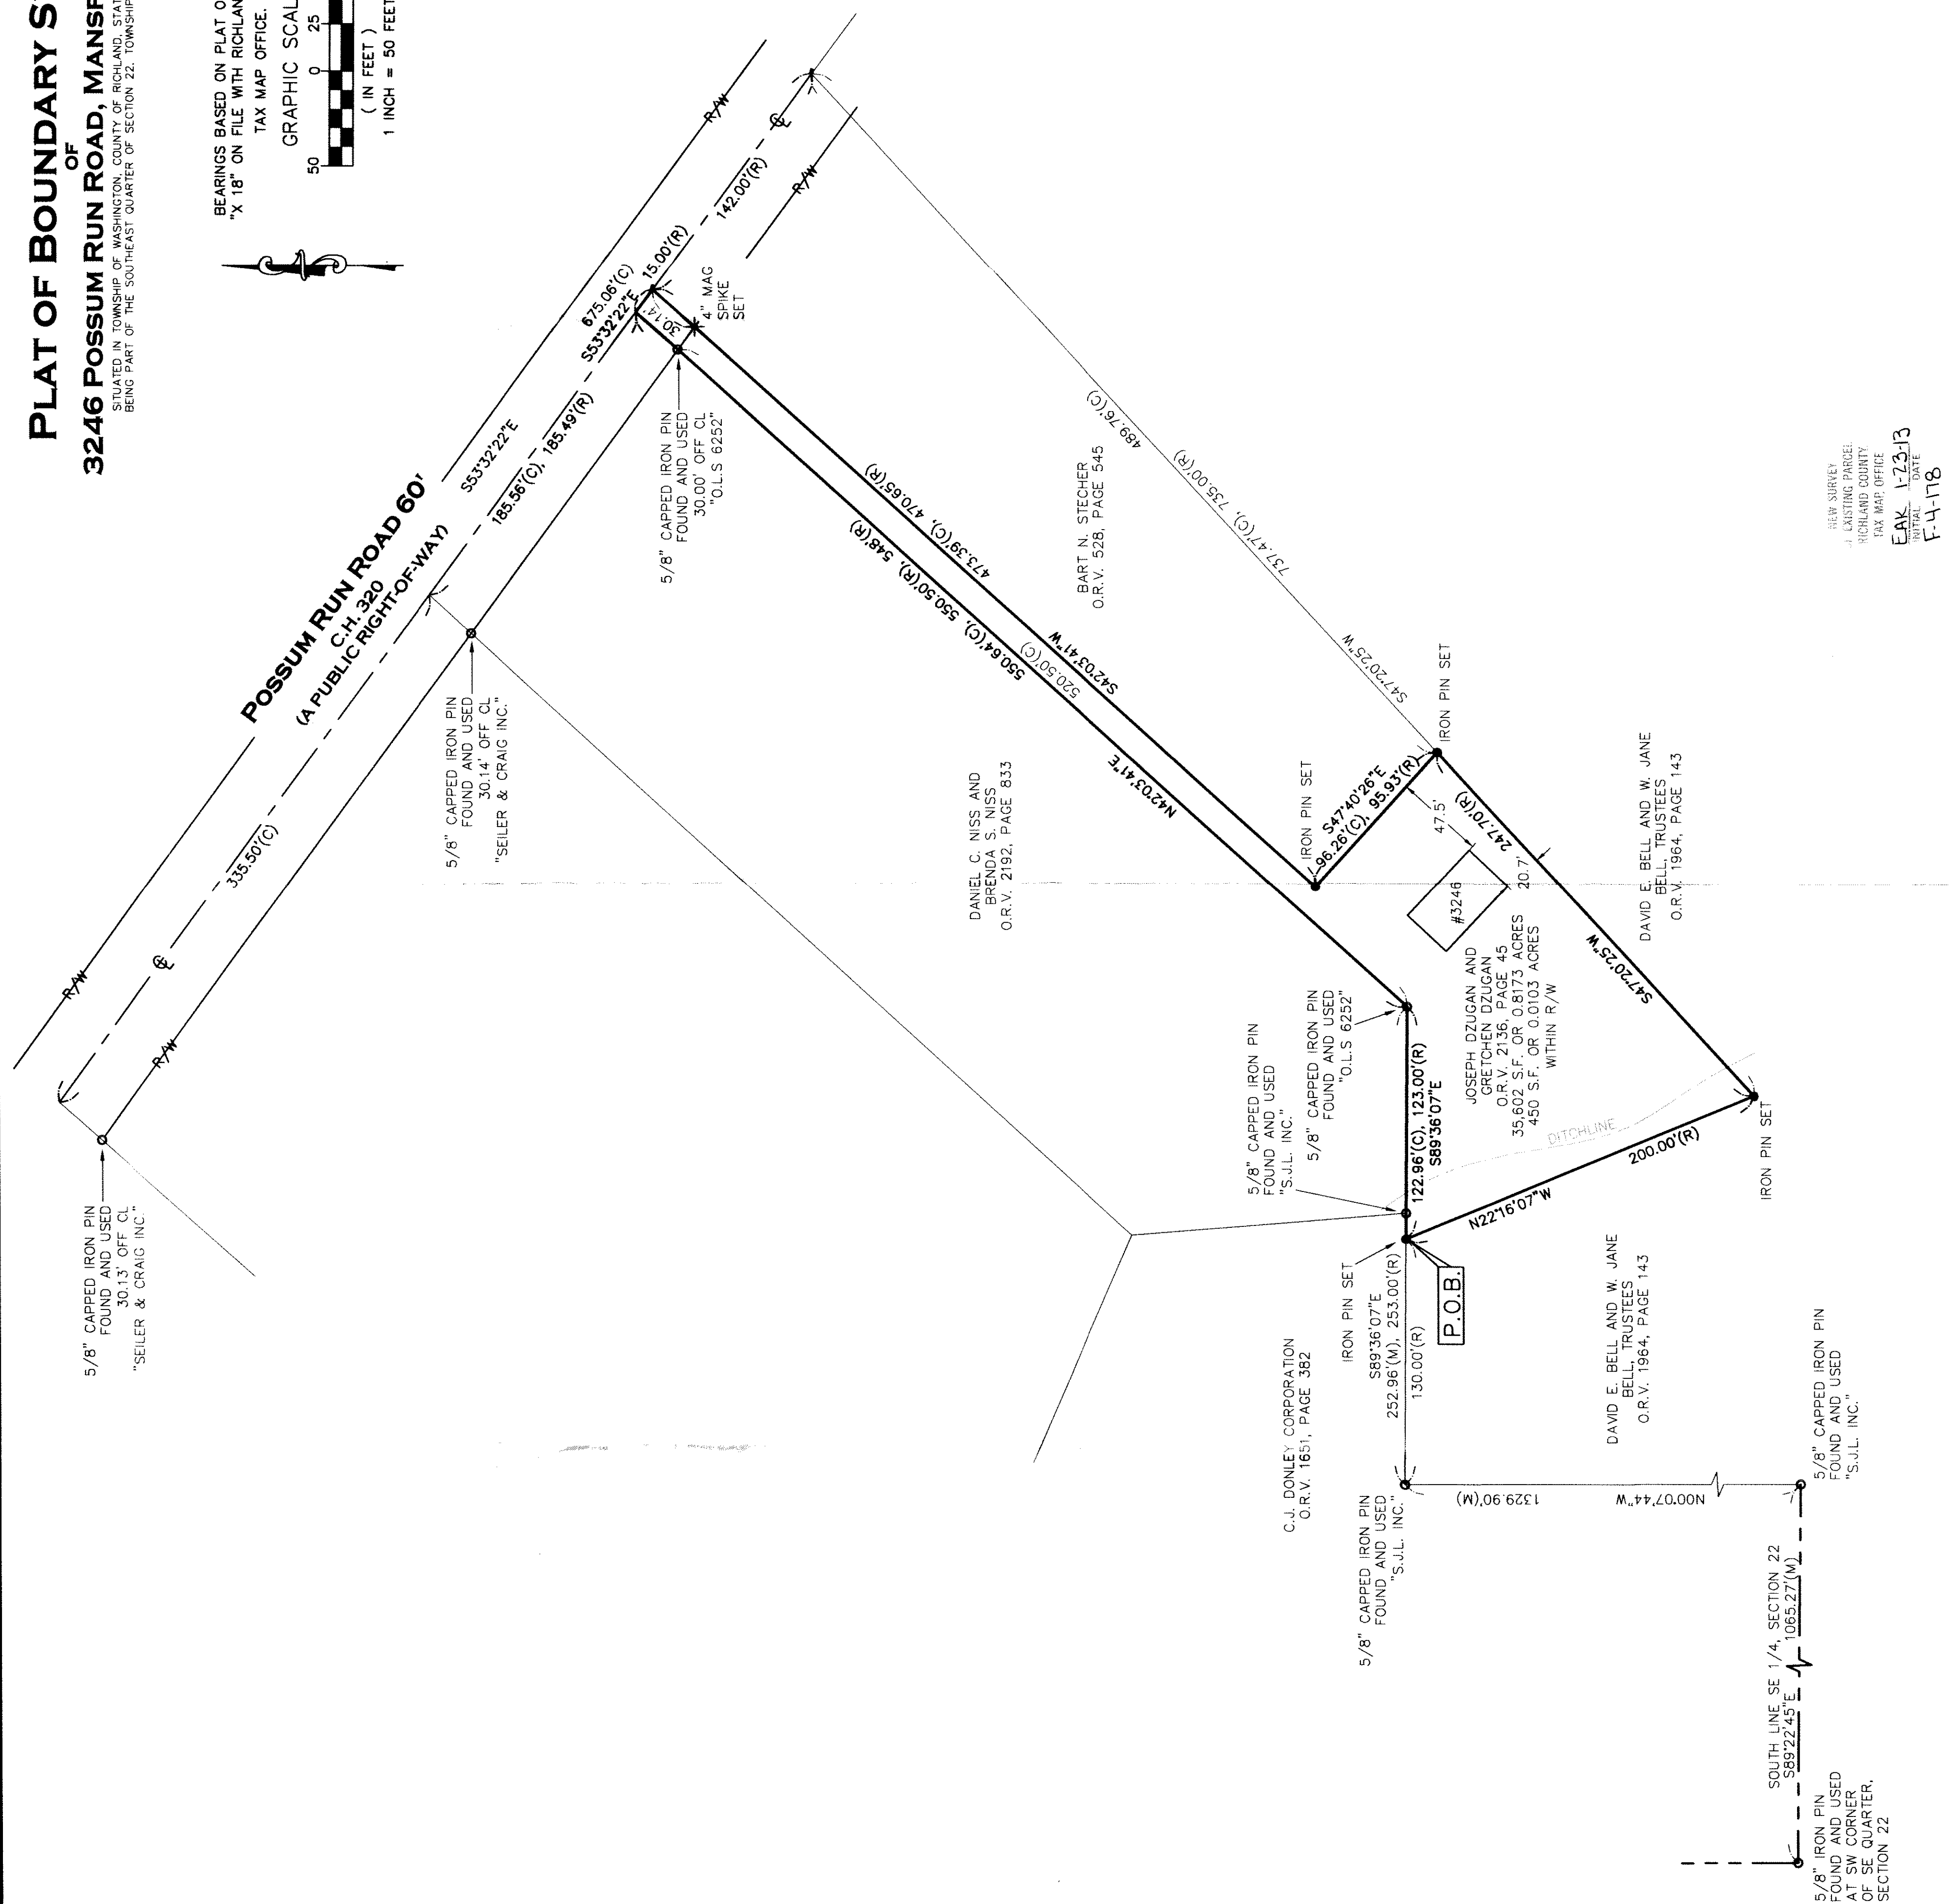 PLAT OF BOUNDARY S
OF
3246 POSSUM RUN ROAD, MANSF
SITUATED IN TOWNSHIP OF WASHINGTON, COUNTY OF RICHLAND, STAT
BEING PART OF THE SOUTHEAST QUARTER OF SECTION 22. TOWNSHIP
BEARINGS BASED ON PLAT O
"X 18" ON FILE WITH RICHLAN
TAX MAP OFFICE.
GRAPHIC SCAL
50 0 25
( IN FEET )
1 INCH = 50 FEET
N
R/W
R/W
R/W
R/W
POSSUM RUN ROAD 60'
C.H. 320
(A PUBLIC RIGHT-OF-WAY)
335.50'(C)
S53°32'22"E
185.56'(C), 185.49'(R)
675.06'(C)
S53°32'22"E
15.00'(R)
142.00'(R)
30.14'
4" MAG
SPIKE
SET
5/8" CAPPED IRON PIN
FOUND AND USED
30.13' OFF CL
"SEILER & CRAIG INC."
5/8" CAPPED IRON PIN
FOUND AND USED
30.14' OFF CL
"SEILER & CRAIG INC."
5/8" CAPPED IRON PIN
FOUND AND USED
30.00' OFF CL
"O.L.S 6252"
550.64'(C), 550.50'(R), 548'(R)
520.50'(C)
N42°03'41"E
473.39'(C), 470.65'(R)
S42°03'41"W
BART N. STECHER
O.R.V. 528, PAGE 545
489.76'(C)
737.47'(C), 735.00'(R)
S47°20'25"W
DANIEL C. NISS AND
BRENDA S. NISS
O.R.V. 2192, PAGE 833
IRON PIN SET
S47°40'26"E
96.26'(C), 95.93'(R)
IRON PIN SET
47.5'
20.7'
#3246
247.70'(R)
S47°20'25"W
DAVID E. BELL AND W. JANE
BELL, TRUSTEES
O.R.V. 1964, PAGE 143
JOSEPH DZUGAN AND
GRETCHEN DZUGAN
O.R.V. 2136, PAGE 45
35,602 S.F. OR 0.8173 ACRES
450 S.F. OR 0.0103 ACRES
WITHIN R/W
5/8" CAPPED IRON PIN
FOUND AND USED
"O.L.S 6252"
5/8" CAPPED IRON PIN
FOUND AND USED
"S.J.L. INC."
122.96'(C), 123.00'(R)
S89°36'07"E
DITCHLINE
200.00'(R)
N22°16'07"W
IRON PIN SET
IRON PIN SET
P.O.B.
S89°36'07"E
252.96'(M), 253.00'(R)
130.00'(R)
C.J. DONLEY CORPORATION
O.R.V. 1651, PAGE 382
DAVID E. BELL AND W. JANE
BELL, TRUSTEES
O.R.V. 1964, PAGE 143
5/8" CAPPED IRON PIN
FOUND AND USED
"S.J.L. INC."
1329.90'(M)
N00°07'44"W
5/8" CAPPED IRON PIN
FOUND AND USED
"S.J.L. INC."
SOUTH LINE SE 1/4, SECTION 22
S89°22'45"E 1065.27'(M)
5/8" IRON PIN
FOUND AND USED
AT SW CORNER
OF SE QUARTER,
SECTION 22
NEW SURVEY
EXISTING PARCEL
RICHLAND COUNTY
TAX MAP OFFICE
EAK 1-23-13
INITIAL DATE
F-4-178